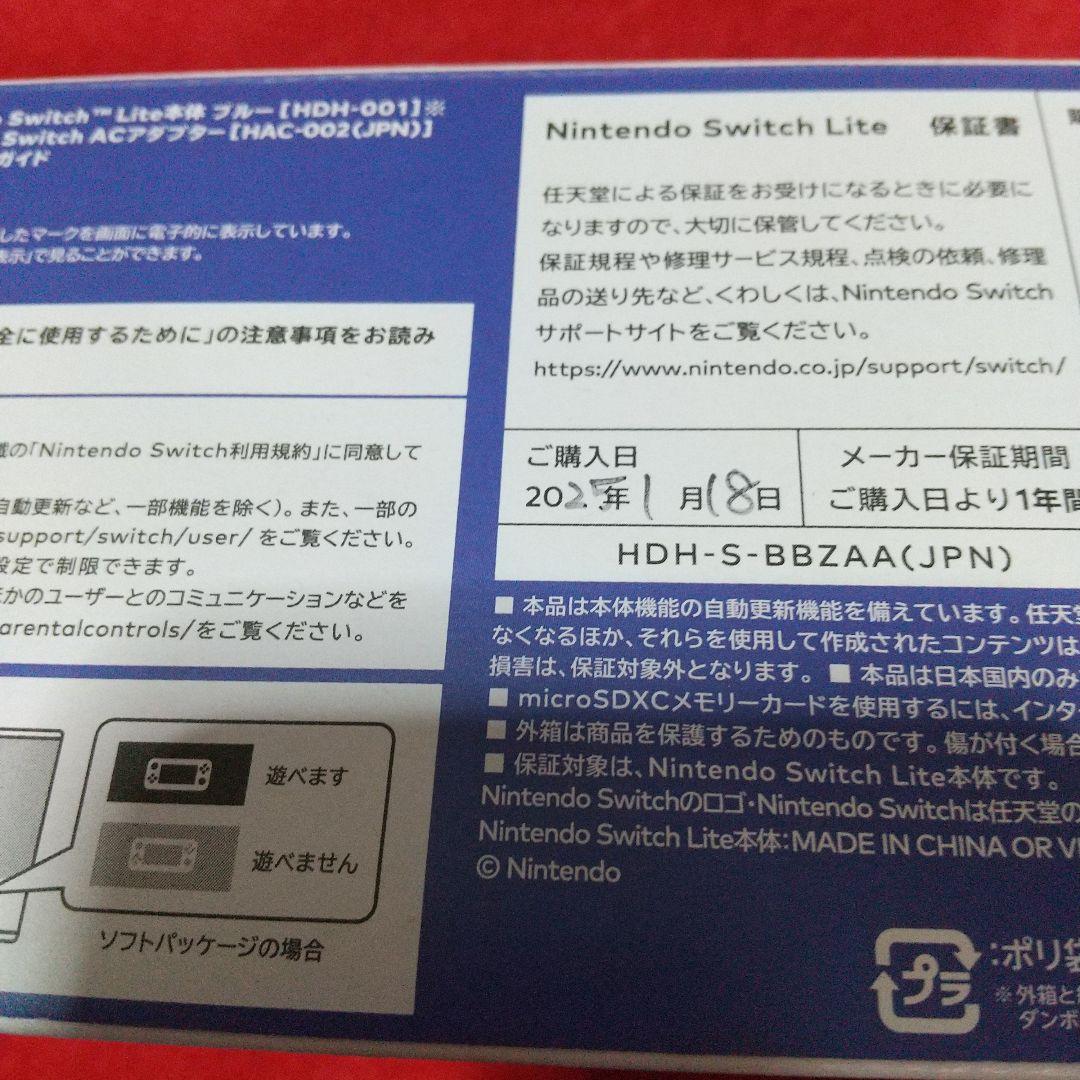 Switch™ Lite本体 ブルー【HDH-001】※
Switch ACアダプター【HAC-002(JPN)】
ガイド
したマークを画面に電子的に表示しています。
表示」で見ることができます。
全に使用するために」の注意事項をお読み
の「Nintendo Switch利用規約」に同意して
自動更新など、一部機能を除く)。また、一部の
support/switch/user/ をご覧ください。
設定で制限できます。
ほかのユーザーとのコミュニケーションなどを
arentalcontrols/をご覧ください。
遊べます
遊べません
ソフトパッケージの場合
Nintendo Switch Lite 保証書
任天堂による保証をお受けになるときに必要に
なりますので、大切に保管してください。
保証規程や修理サービス規程、点検の依頼、修理
品の送り先など、くわしくは、Nintendo Switch
サポートサイトをご覧ください。
https://www.nintendo.co.jp/support/switch/
ご購入日
2025年1月18日
メーカー保証期間
ご購入日より1年間
HDH-S-BBZAA(JPN)
■ 本品は本体機能の自動更新機能を備えています。任天堂
なくなるほか、それらを使用して作成されたコンテンツは
損害は、保証対象外となります。 ■ 本品は日本国内のみ
■ microSDXCメモリーカードを使用するには、インター
■ 外箱は商品を保護するためのものです。傷が付く場合
■ 保証対象は、Nintendo Switch Lite本体です。
Nintendo Switchのロゴ・Nintendo Switchは任天堂の
Nintendo Switch Lite本体：MADE IN CHINA OR VI
© Nintendo
プラ
：ポリ袋
※外箱と
ダンボ